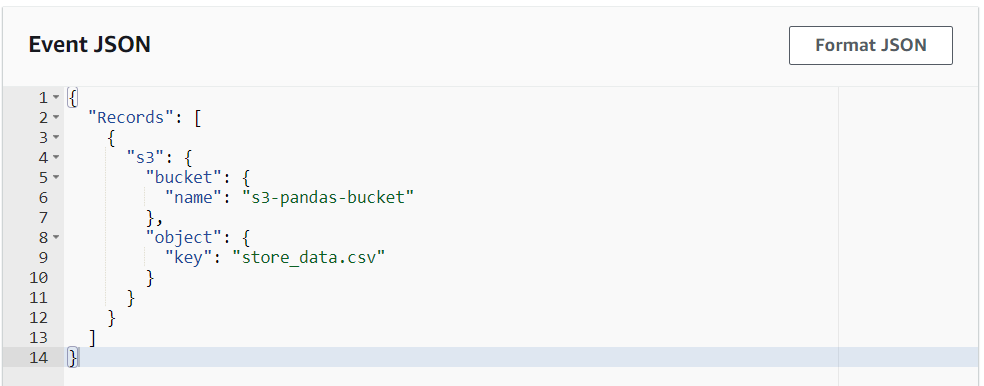 Event JSON
Format JSON
1 {
2 "Records": [
3 {
4 "s3": {
5 "bucket": {
6 "name": "s3-pandas-bucket"
7 },
8 "object": {
9 "key": "store_data.csv"
10 }
11 }
12 }
13 ]
14 }